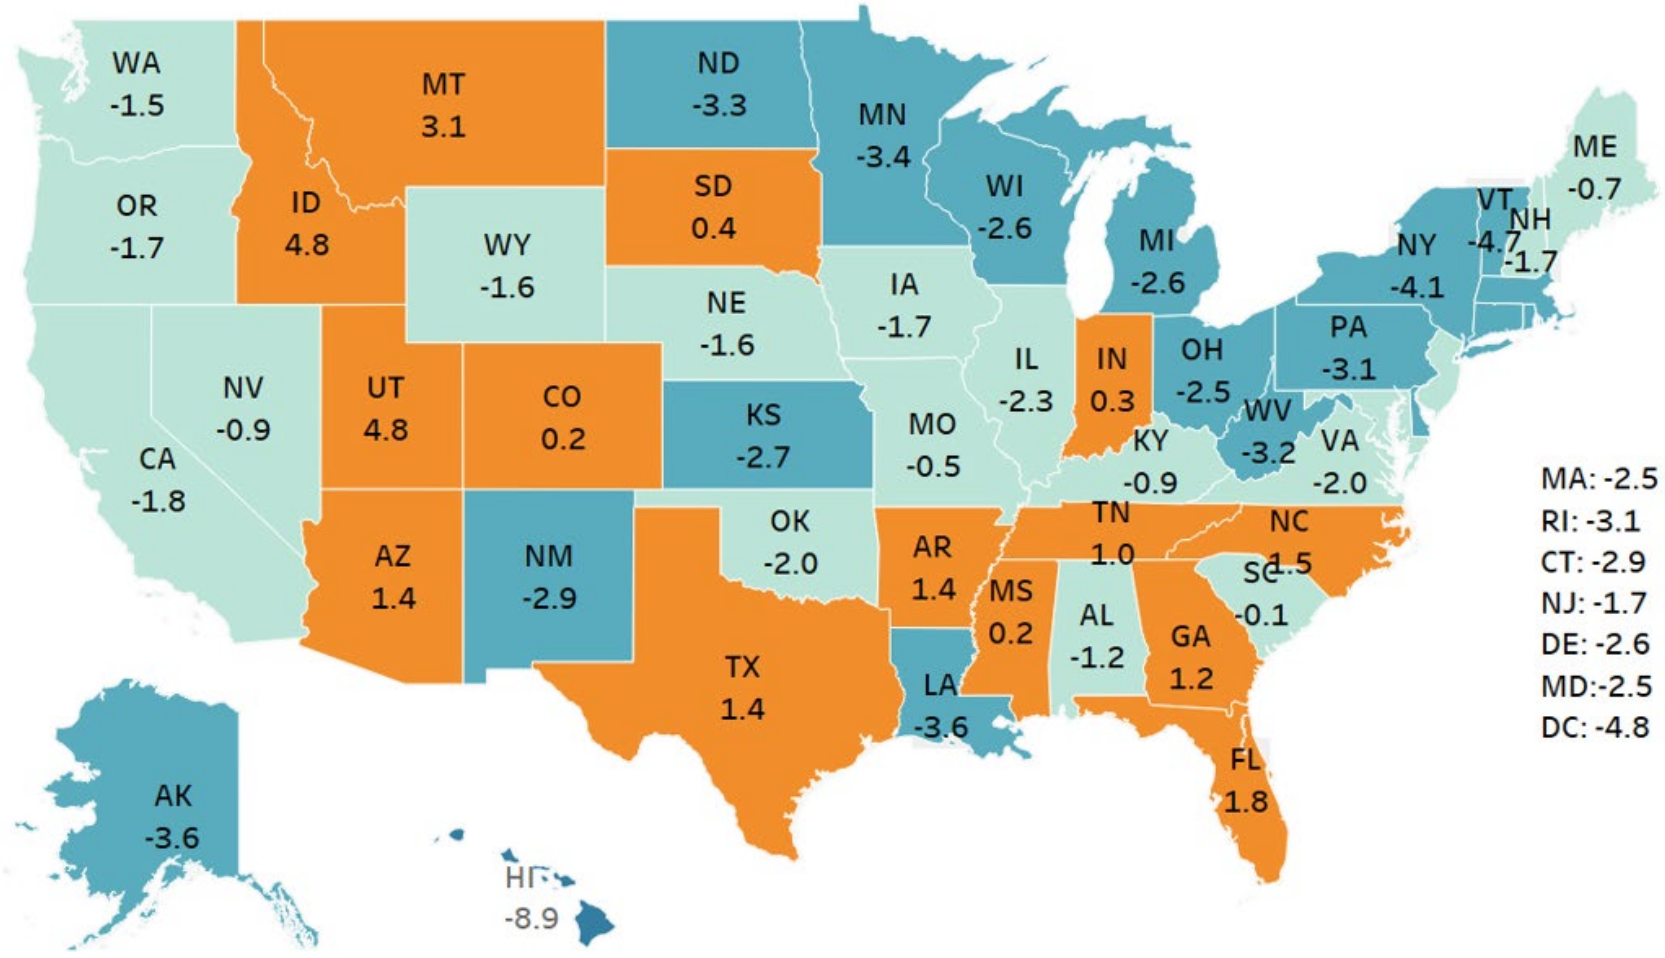 WA
-1.5
MT
3.1
ND
-3.3
MN
-3.4
ME
-0.7
OR
-1.7
ID
4.8
WY
-1.6
SD
0.4
WI
-2.6
MI
-2.6
NY
-4.1
VT
-4.7
NH
-1.7
NV
-0.9
UT
4.8
CO
0.2
NE
-1.6
IA
-1.7
IL
-2.3
IN
0.3
OH
-2.5
PA
-3.1
CA
-1.8
KS
-2.7
MO
-0.5
KY
-0.9
WV
-3.2
VA
-2.0
AZ
1.4
NM
-2.9
OK
-2.0
AR
1.4
TN
1.0
NC
1.5
SC
-0.1
TX
1.4
LA
-3.6
MS
0.2
AL
-1.2
GA
1.2
FL
1.8
AK
-3.6
HI
-8.9
MA: -2.5
RI: -3.1
CT: -2.9
NJ: -1.7
DE: -2.6
MD:-2.5
DC: -4.8